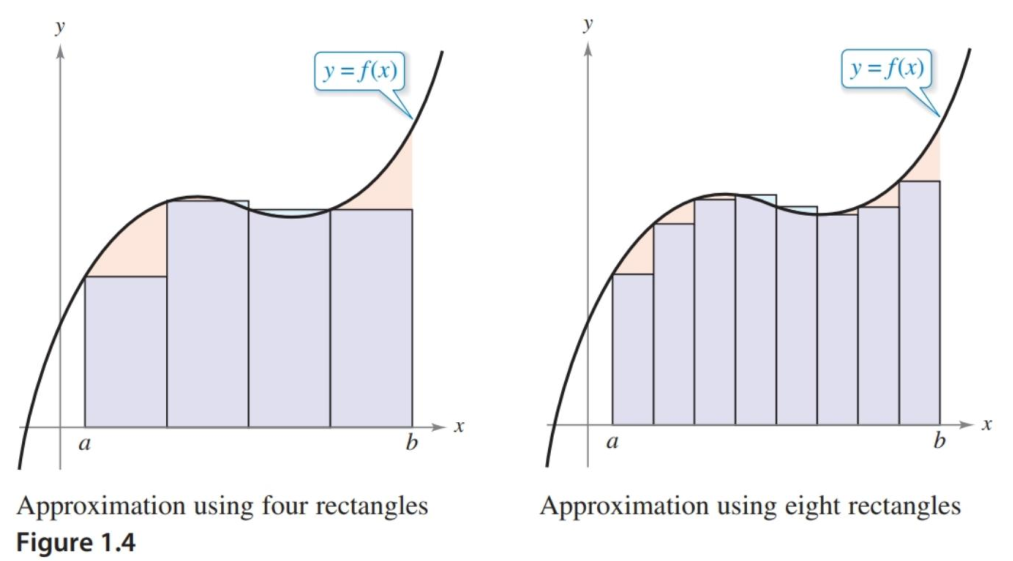 y
y = f(x)
x
a
b
Approximation using four rectangles
y
y = f(x)
x
a
b
Approximation using eight rectangles
Figure 1.4